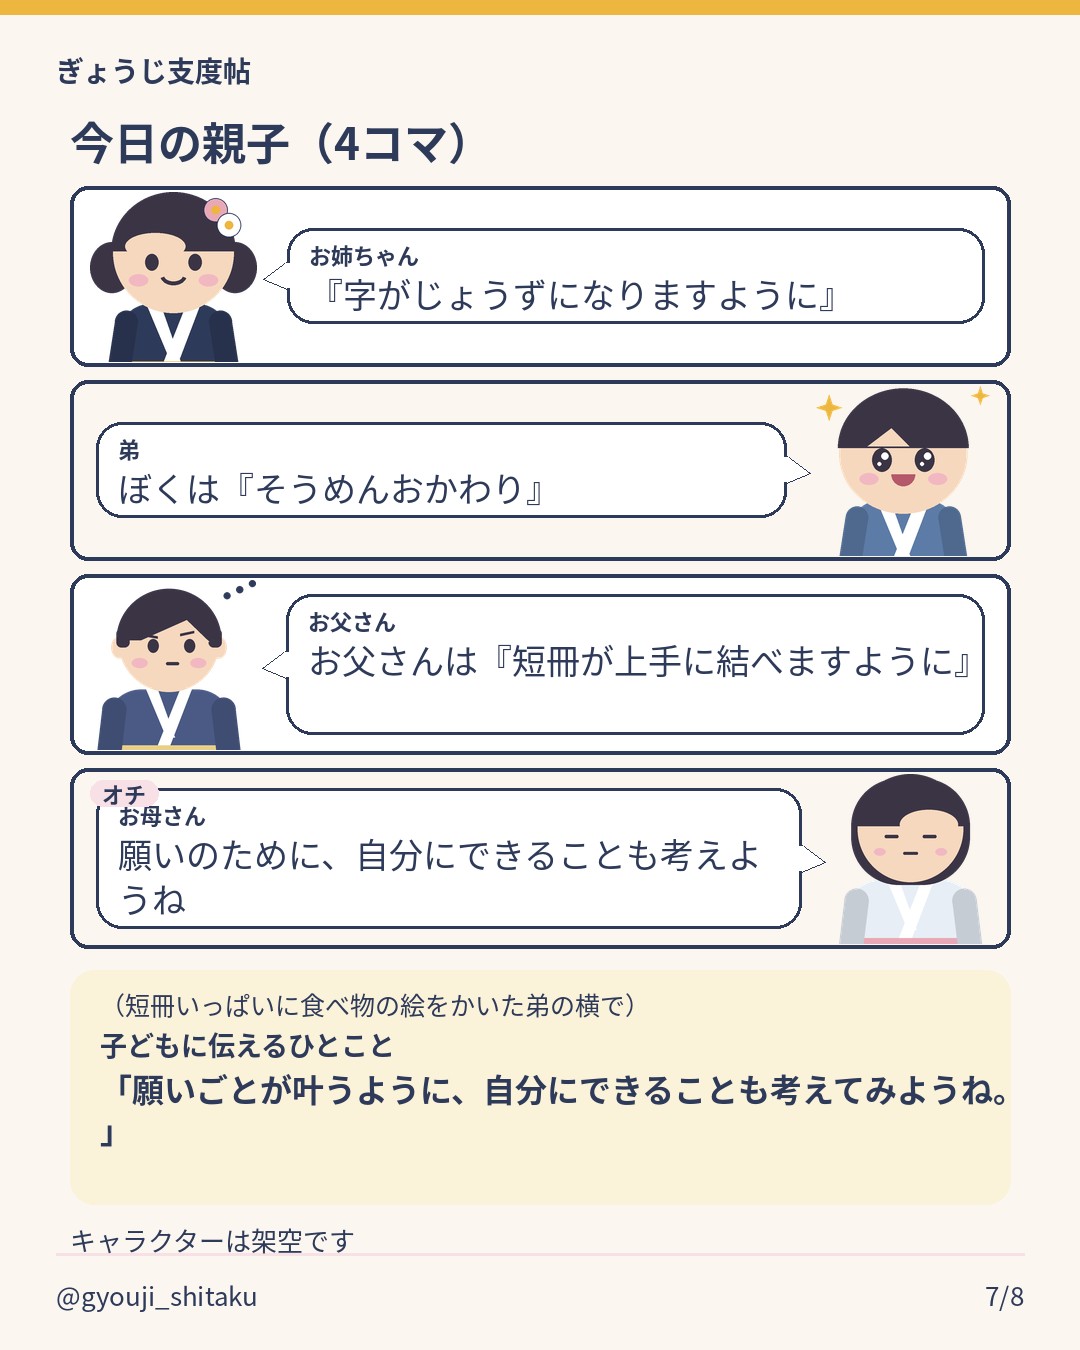 ぎょうじ支度帖
今日の親子（4コマ）
お姉ちゃん
『字がじょうずになりますように』
弟
ぼくは『そうめんおかわり』
お父さん
お父さんは『短冊が上手に結べますように』
オチ
お母さん
願いのために、自分にできることも考えよ
うね
（短冊いっぱいに食べ物の絵をかいた弟の横で）
子どもに伝えるひとこと
「願いごとが叶うように、自分にできることも考えてみようね。
」
キャラクターは架空です
@gyouji_shitaku
7/8